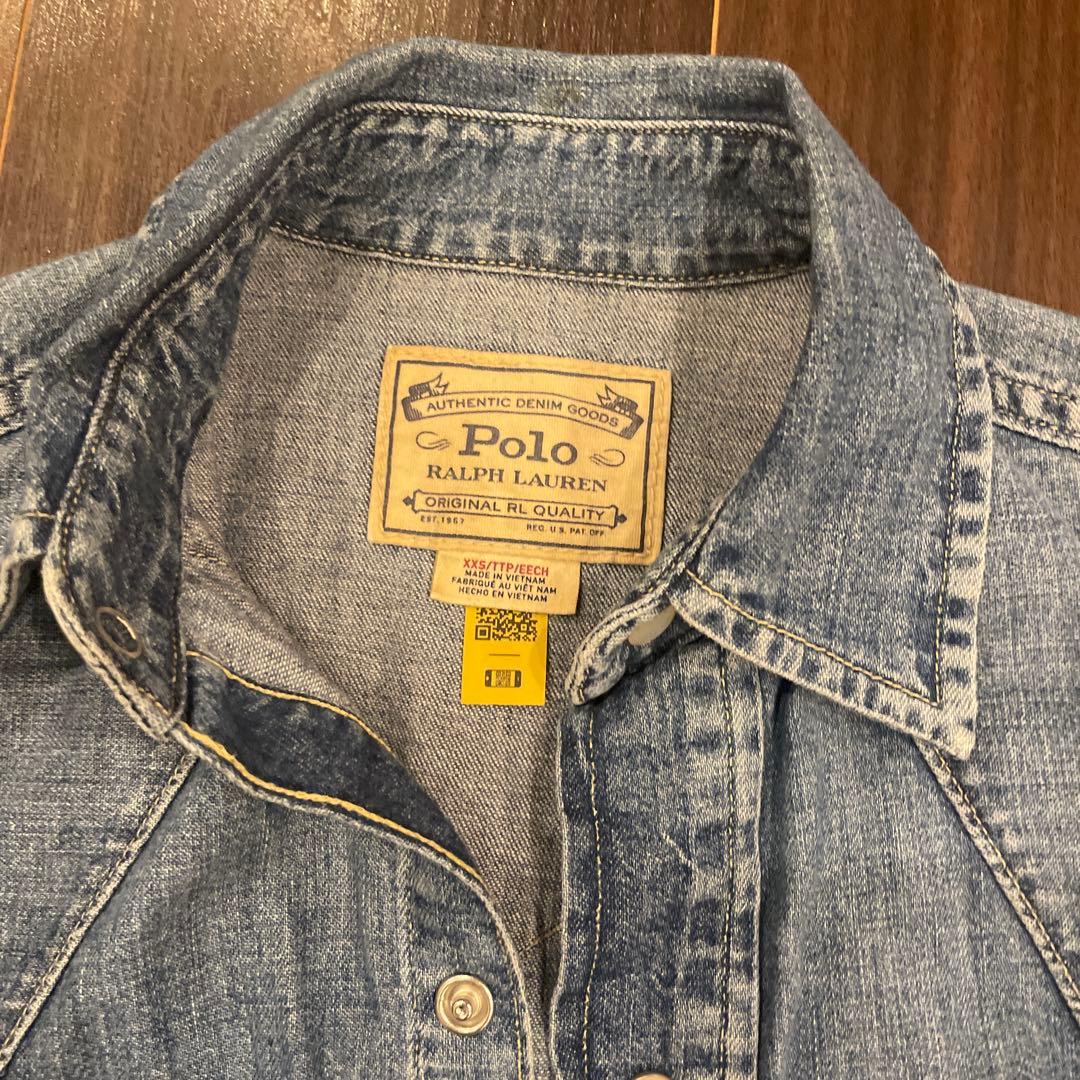 AUTHENTIC DENIM GOODS
Polo
RALPH LAUREN
ORIGINAL RL QUALITY
EST. 1967 REG. U.S. PAT. OFF
XXS/TTP/EECH
MADE IN VIETNAM
FABRIQUÉ AU VIÊT NAM
HECHO EN VIETNAM